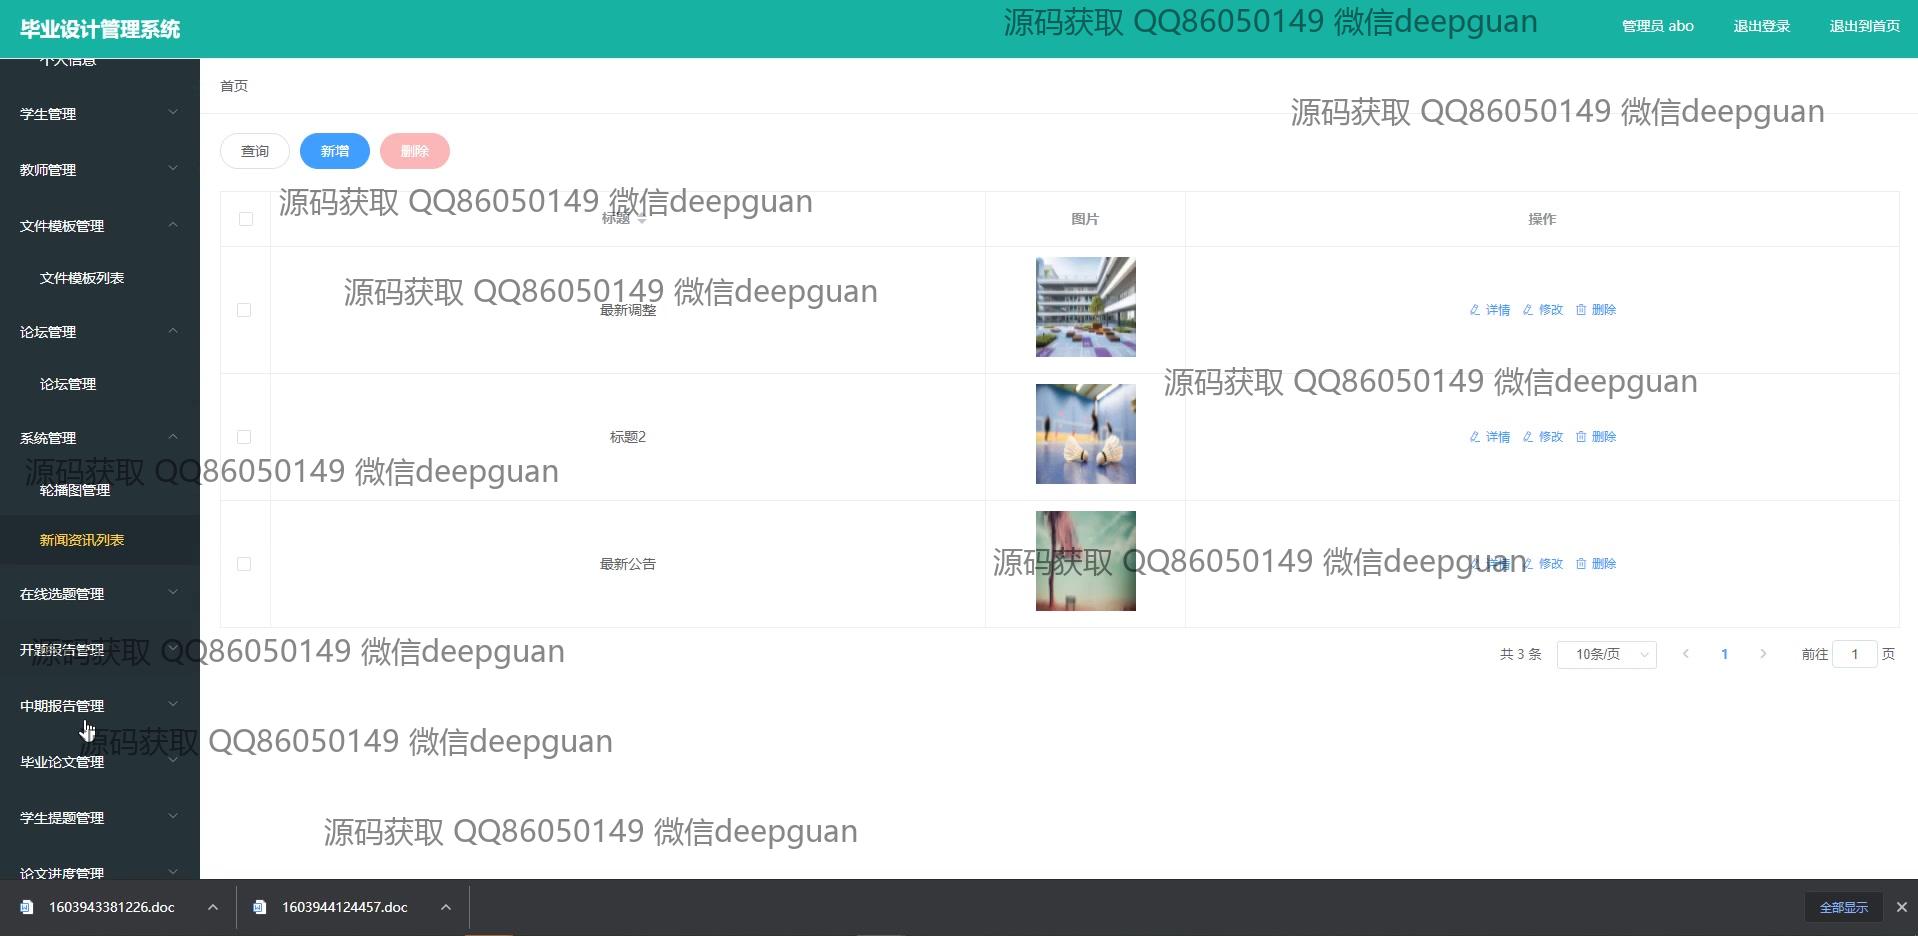 毕业设计管理系统
源码获取 QQ86050149 微信deepguan
管理员 abo
退出登录
退出到首页
个人信息
学生管理
教师管理
文件模板管理
文件模板列表
论坛管理
论坛管理
系统管理
轮播图管理
新闻资讯列表
在线选题管理
开题报告管理
中期报告管理
毕业论文管理
学生提题管理
论文进度管理
首页
源码获取 QQ86050149 微信deepguan
查询
新增
删除
源码获取 QQ86050149 微信deepguan
标题
图片
操作
源码获取 QQ86050149 微信deepguan
最新调整
详情 修改 删除
源码获取 QQ86050149 微信deepguan
标题2
详情 修改 删除
源码获取 QQ86050149 微信deepguan
最新公告
源码获取 QQ86050149 微信deepguan
详情 修改 删除
共 3 条
10条/页
1
前往 1 页
源码获取 QQ86050149 微信deepguan
源码获取 QQ86050149 微信deepguan
源码获取 QQ86050149 微信deepguan
1603943381226.doc
1603944124457.doc
全部显示